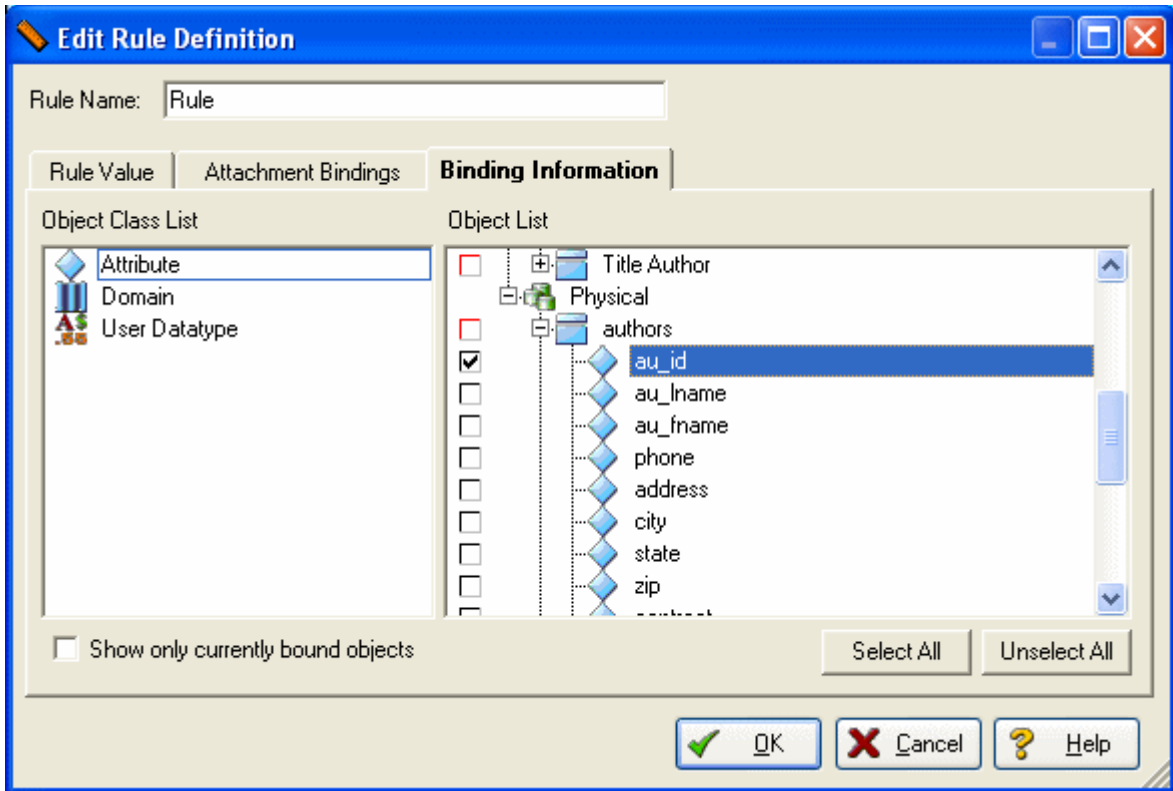 Edit Rule Definition
Rule Name: Rule
Rule Value Attachment Bindings Binding Information
Object Class List Object List
Attribute
Domain
User Datatype
Title Author
Physical
authors
au_id
au_lname
au_fname
phone
address
city
state
zip
Show only currently bound objects
Select All Unselect All
OK Cancel Help